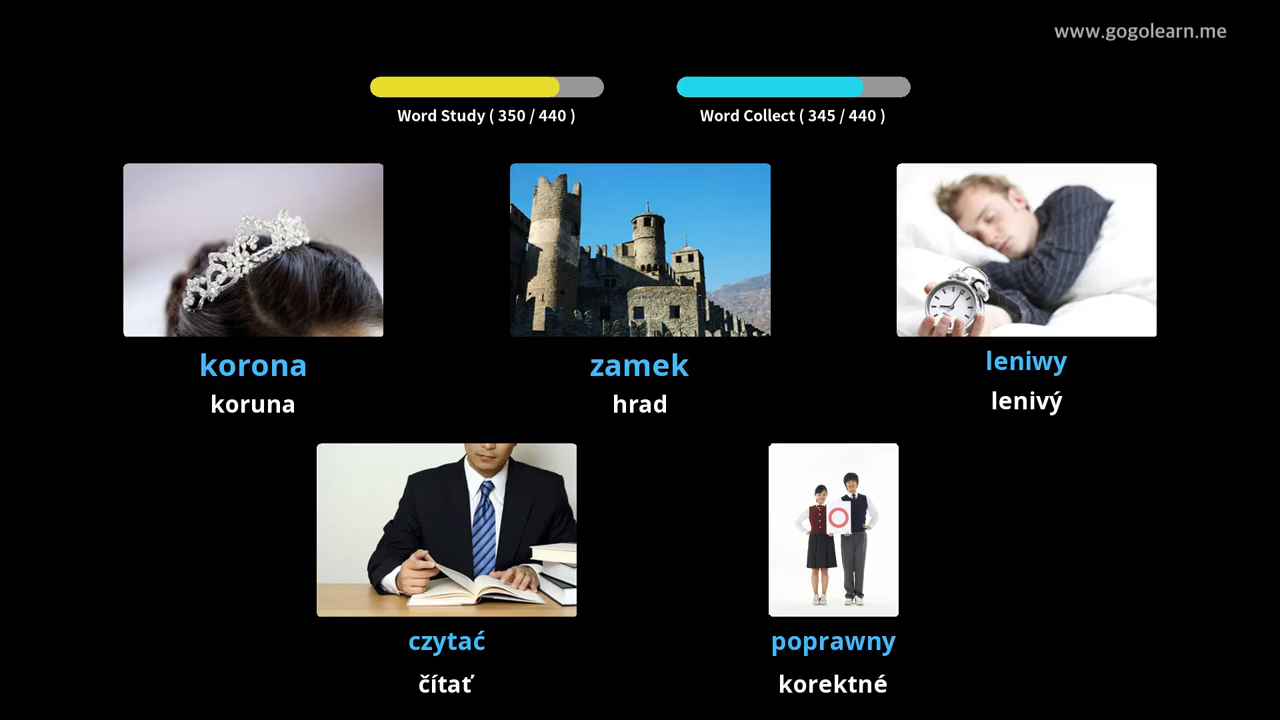 www.gogolearn.me
Word Study ( 350 / 440 )
Word Collect ( 345 / 440 )
korona
koruna
zamek
hrad
leniwy
lenivý
czytać
čítať
poprawny
korektné